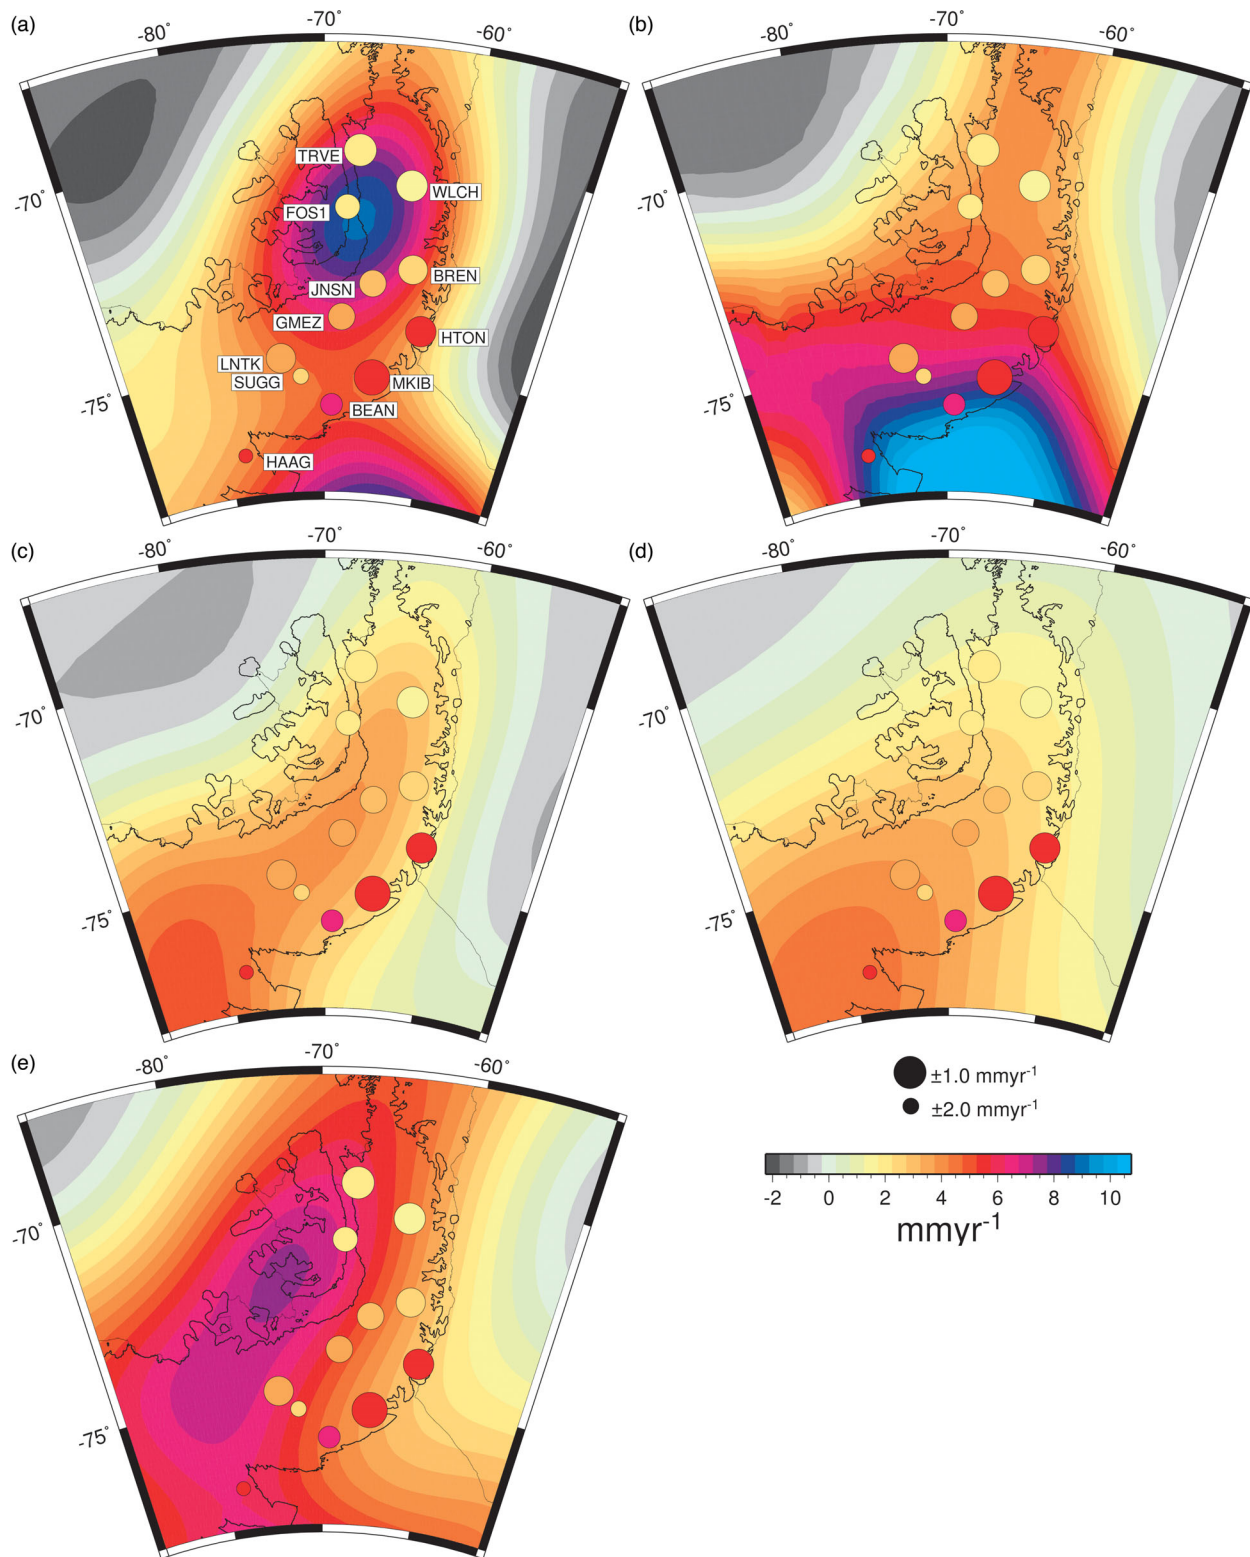 (a)
-80°
-70°
-60°
-70°
-75°
TRVE
WLCH
FOS1
BREN
JNSN
GMEZ
HTON
LNTK
SUGG
MKIB
BEAN
HAAG
(b)
-80°
-70°
-60°
-70°
-75°
(c)
-80°
-70°
-60°
-70°
-75°
(d)
-80°
-70°
-60°
-70°
-75°
(e)
-80°
-70°
-60°
-70°
-75°
±1.0 mmyr⁻¹
±2.0 mmyr⁻¹
-2 0 2 4 6 8 10
mmyr⁻¹